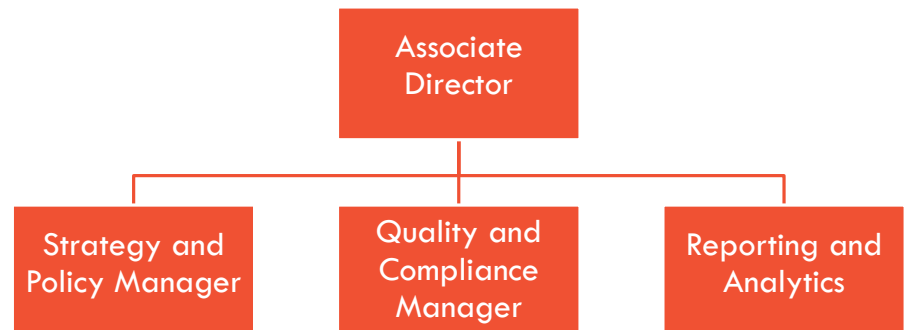 Associate
Director
Strategy and
Policy Manager
Quality and
Compliance
Manager
Reporting and
Analytics